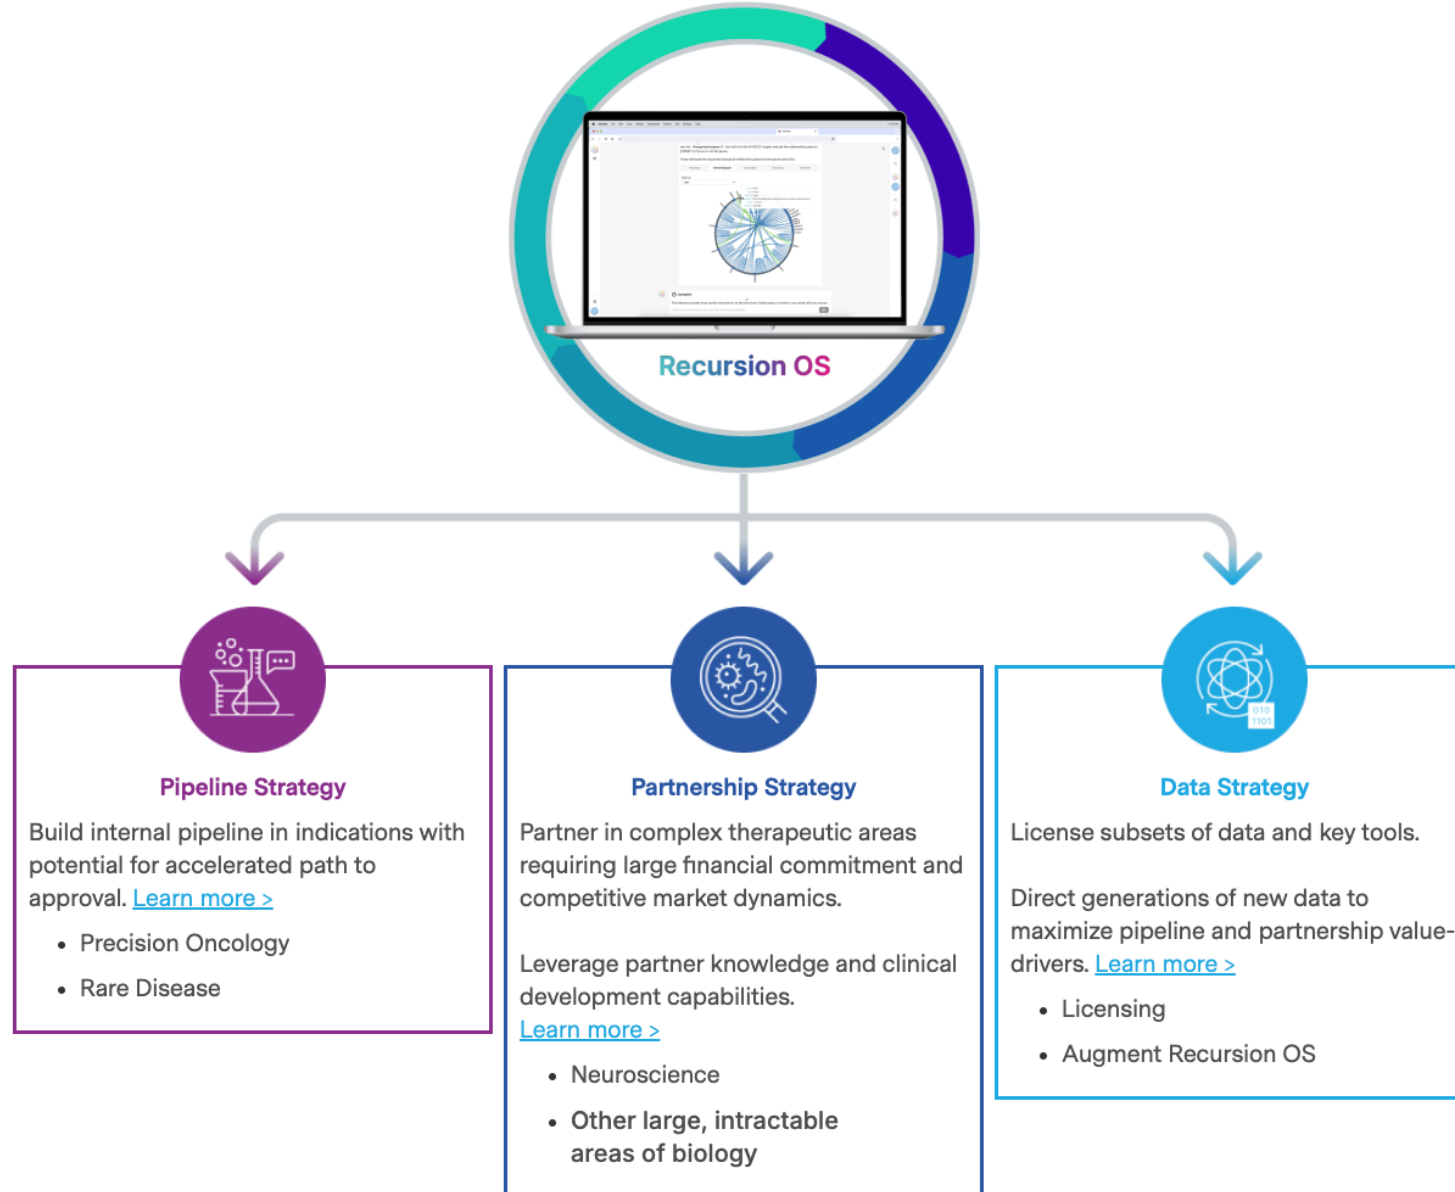 Recursion OS
010
1101
Pipeline Strategy
Build internal pipeline in indications with
potential for accelerated path to
approval. Learn more >
• Precision Oncology
• Rare Disease
Partnership Strategy
Partner in complex therapeutic areas
requiring large financial commitment and
competitive market dynamics.
Leverage partner knowledge and clinical
development capabilities.
Learn more >
• Neuroscience
• Other large, intractable
areas of biology
Data Strategy
License subsets of data and key tools.
Direct generations of new data to
maximize pipeline and partnership value-
drivers. Learn more >
• Licensing
• Augment Recursion OS